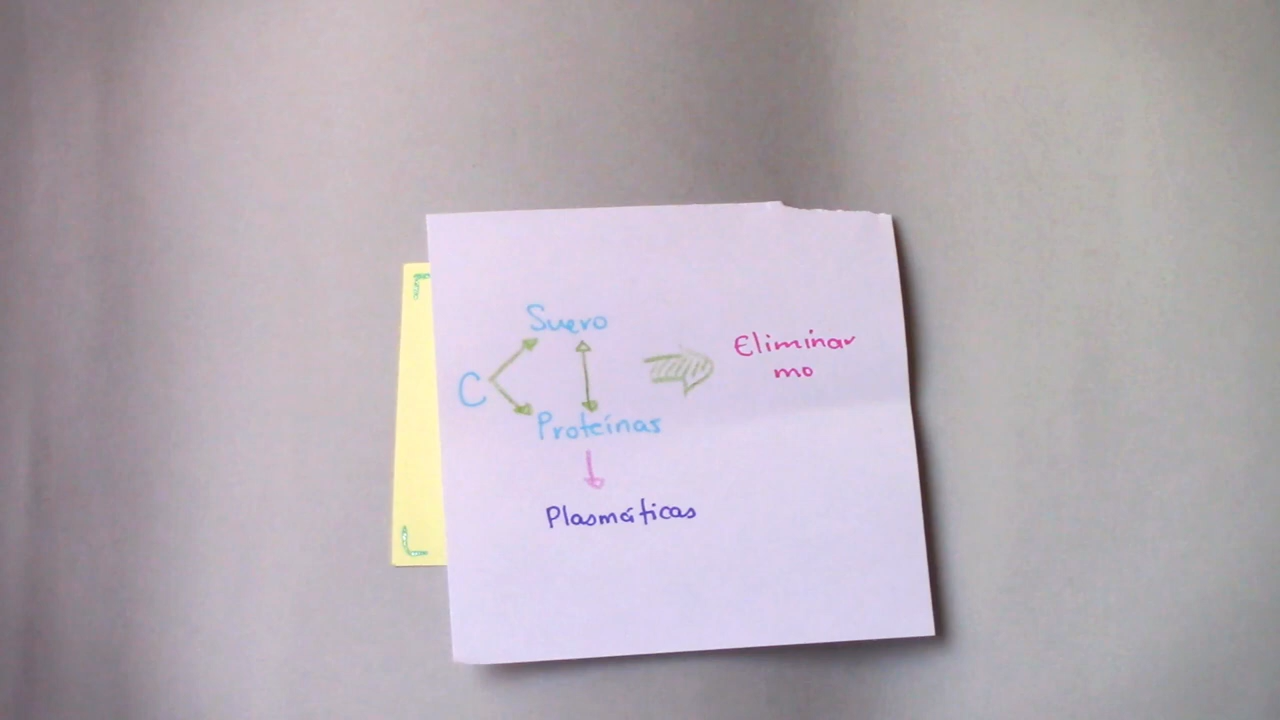 Suero
C
Proteínas
Plasmáticas
Eliminar
mo